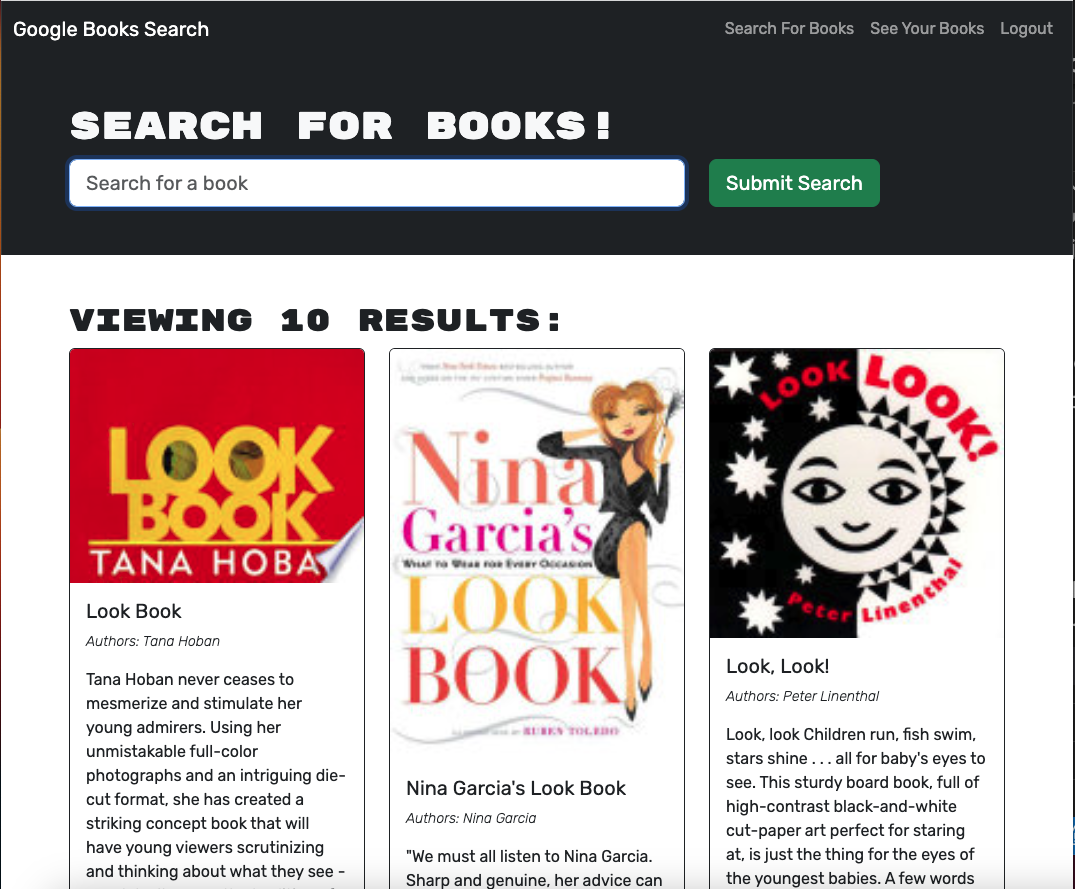 Google Books Search
Search For Books
See Your Books
Logout
SEARCH FOR BOOKS!
Search for a book
Submit Search
VIEWING 10 RESULTS:
LOOK
BOOK
TANA HOBA
Look Book
Authors: Tana Hoban
Tana Hoban never ceases to
mesmerize and stimulate her
young admirers. Using her
unmistakable full-color
photographs and an intriguing die-
cut format, she has created a
striking concept book that will
have young viewers scrutinizing
and thinking about what they see -
Nina
Garcia's
WHAT TO WEAR FOR EVERY OCCASION
LOOK
BOOK
RUBEN TOLEDO
Nina Garcia's Look Book
Authors: Nina Garcia
"We must all listen to Nina Garcia.
Sharp and genuine, her advice can
LOOK LOOK!
Peter Linenthal
Look, Look!
Authors: Peter Linenthal
Look, look Children run, fish swim,
stars shine . . . all for baby's eyes to
see. This sturdy board book, full of
high-contrast black-and-white
cut-paper art perfect for staring
at, is just the thing for the eyes of
the youngest babies. A few words